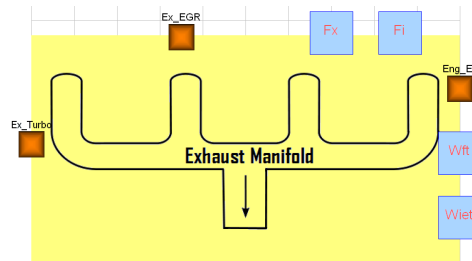 Ex_EGR
Fx
Fi
Eng_E
Ex_Turbo
Exhaust Manifold
Wft
Wiet